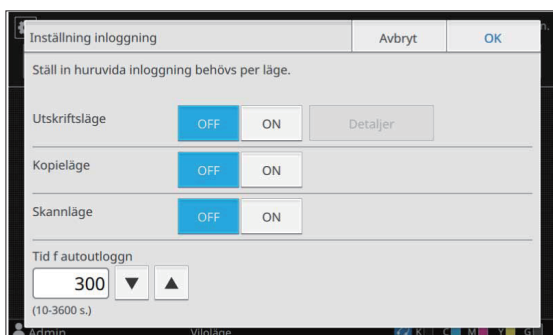 Inställning inloggning Avbryt OK
Ställ in huruvida inloggning behövs per läge.
Utskriftsläge OFF ON Detaljer
Kopieläge OFF ON
Skannläge OFF ON
Tid f autoutloggn
300
(10-3600 s.)
Admin Viloläge K C M Y G